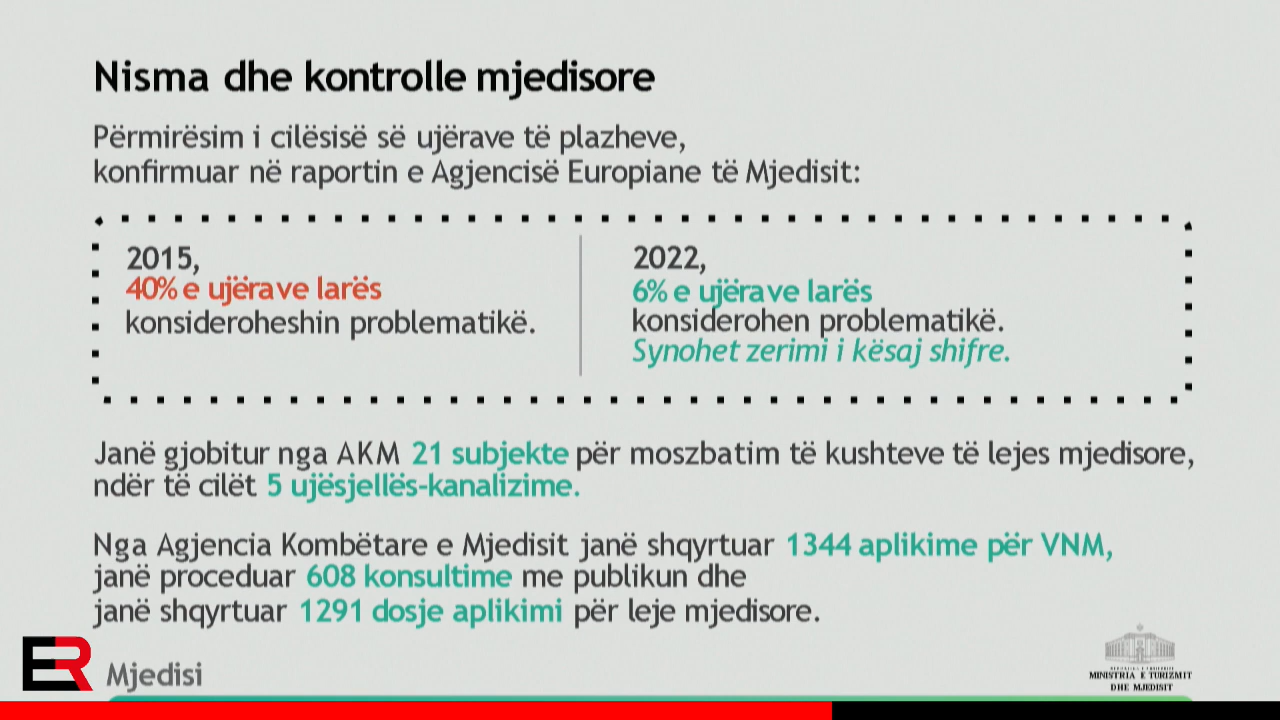 Nisma dhe kontrolle mjedisore
Përmirësim i cilësisë së ujërave të plazheve,
konfirmuar në raportin e Agjencisë Europiane të Mjedisit:
2015,
40% e ujërave larës
konsideroheshin problematikë.
2022,
6% e ujërave larës
konsiderohen problematikë.
Synohet zerimi i kësaj shifre.
Janë gjobitur nga AKM 21 subjekte për moszbatim të kushteve të lejes mjedisore,
ndër të cilët 5 ujësjellës-kanalizime.
Nga Agjencia Kombëtare e Mjedisit janë shqyrtuar 1344 aplikime për VNM,
janë proceduar 608 konsultime me publikun dhe
janë shqyrtuar 1291 dosje aplikimi për leje mjedisore.
ER
Mjedisi
MINISTRIA E TURIZMIT
DHE MJEDISIT